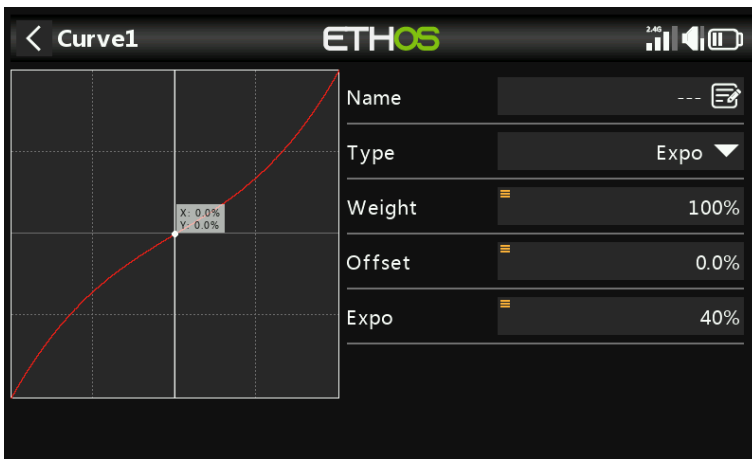 Curve1
ETHOS
2.4G
X: 0.0%
Y: 0.0%
Name ---
Type Expo
Weight 100%
Offset 0.0%
Expo 40%